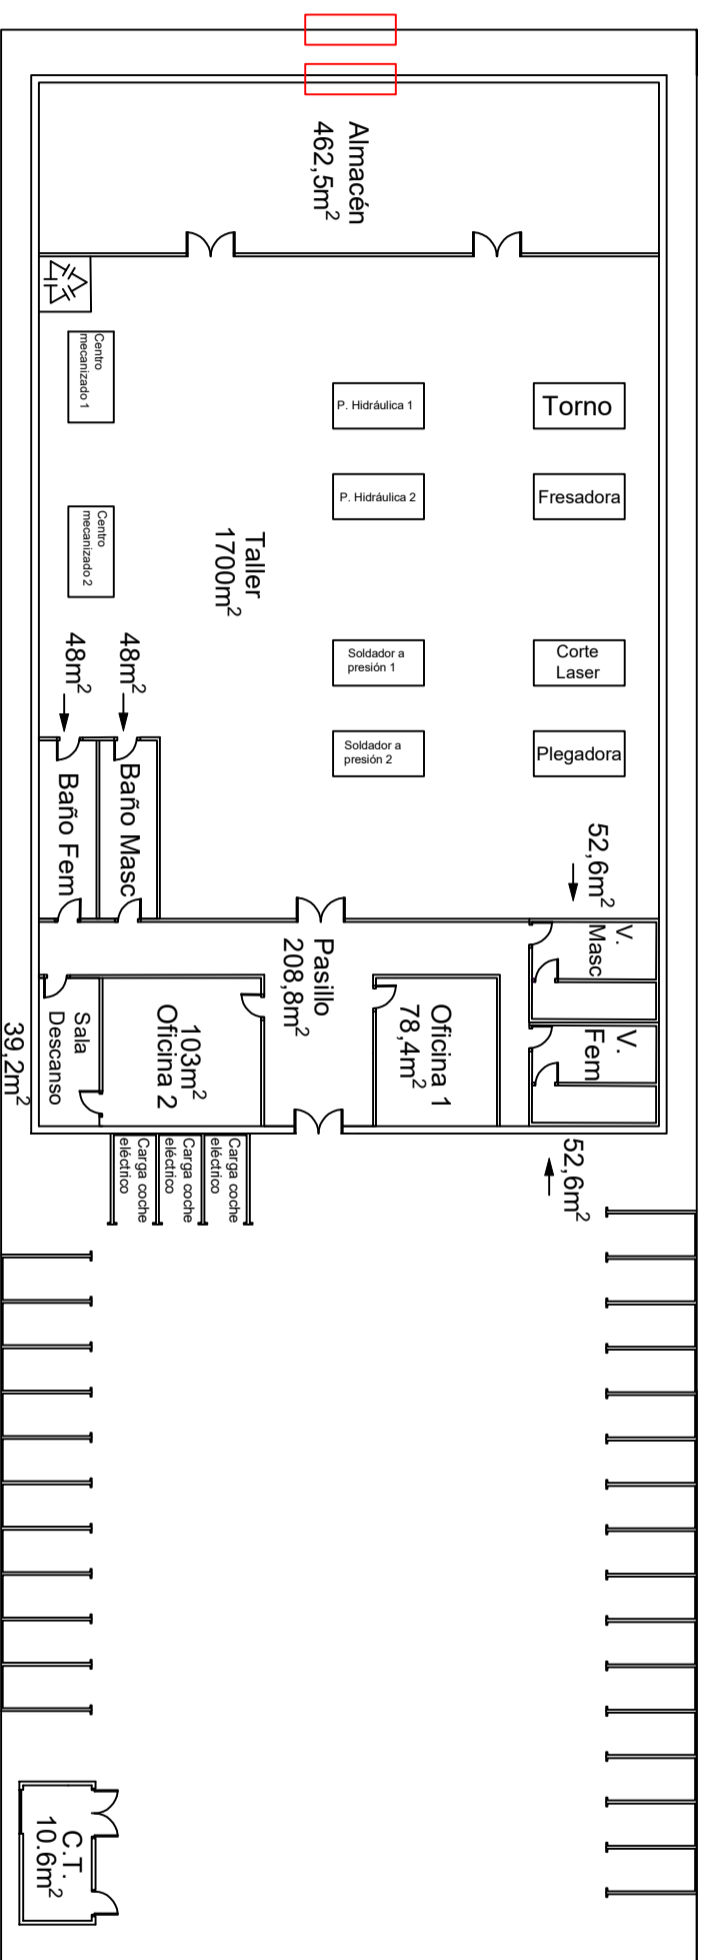 Almacén
462,5m²
Centro
mecanizado 1
P. Hidráulica 1
Torno
P. Hidráulica 2
Fresadora
Centro
mecanizado 2
Taller
1700m²
Soldador a
presión 1
Corte
Laser
Soldador a
presión 2
Plegadora
48m²
48m²
Baño Masc
Baño Fem
52,6m²
V.
Masc
V.
Fem
52,6m²
Pasillo
208,8m²
Oficina 1
78,4m²
103m²
Oficina 2
Sala
Descanso
39,2m²
Carga coche
eléctrico
Carga coche
eléctrico
Carga coche
eléctrico
C.T.
10.6m²